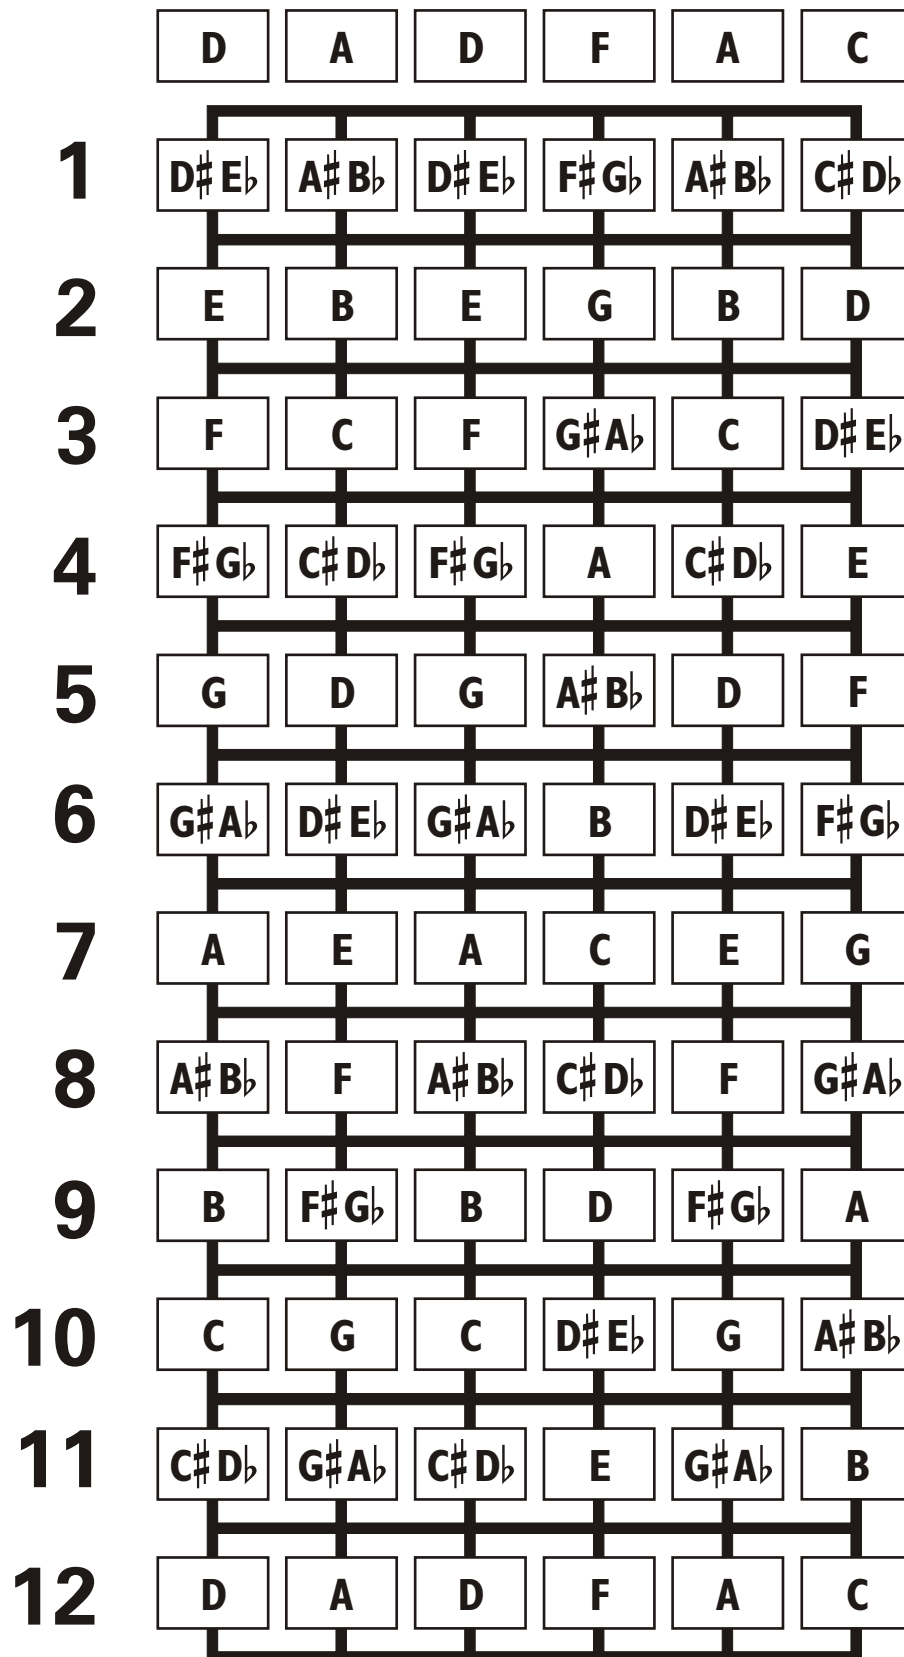 D A D F A C
1 D♯E♭ A♯B♭ D♯E♭ F♯G♭ A♯B♭ C♯D♭
2 E B E G B D
3 F C F G♯A♭ C D♯E♭
4 F♯G♭ C♯D♭ F♯G♭ A C♯D♭ E
5 G D G A♯B♭ D F
6 G♯A♭ D♯E♭ G♯A♭ B D♯E♭ F♯G♭
7 A E A C E G
8 A♯B♭ F A♯B♭ C♯D♭ F G♯A♭
9 B F♯G♭ B D F♯G♭ A
10 C G C D♯E♭ G A♯B♭
11 C♯D♭ G♯A♭ C♯D♭ E G♯A♭ B
12 D A D F A C